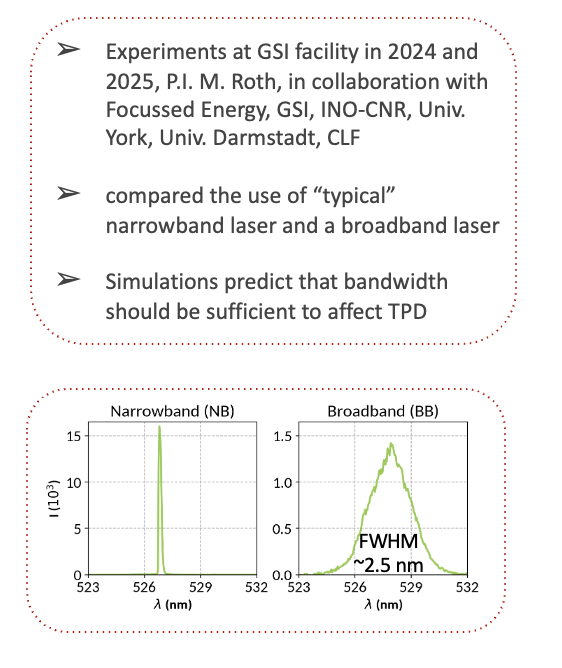 ➢ Experiments at GSI facility in 2024 and
2025, P.I. M. Roth, in collaboration with
Focussed Energy, GSI, INO-CNR, Univ.
York, Univ. Darmstadt, CLF
➢ compared the use of “typical”
narrowband laser and a broadband laser
➢ Simulations predict that bandwidth
should be sufficient to affect TPD
Narrowband (NB)
I (10³)
15
10
5
0
523 526 529 532
λ (nm)
Broadband (BB)
1.5
1.0
0.5
0.0
FWHM
~2.5 nm
523 526 529 532
λ (nm)